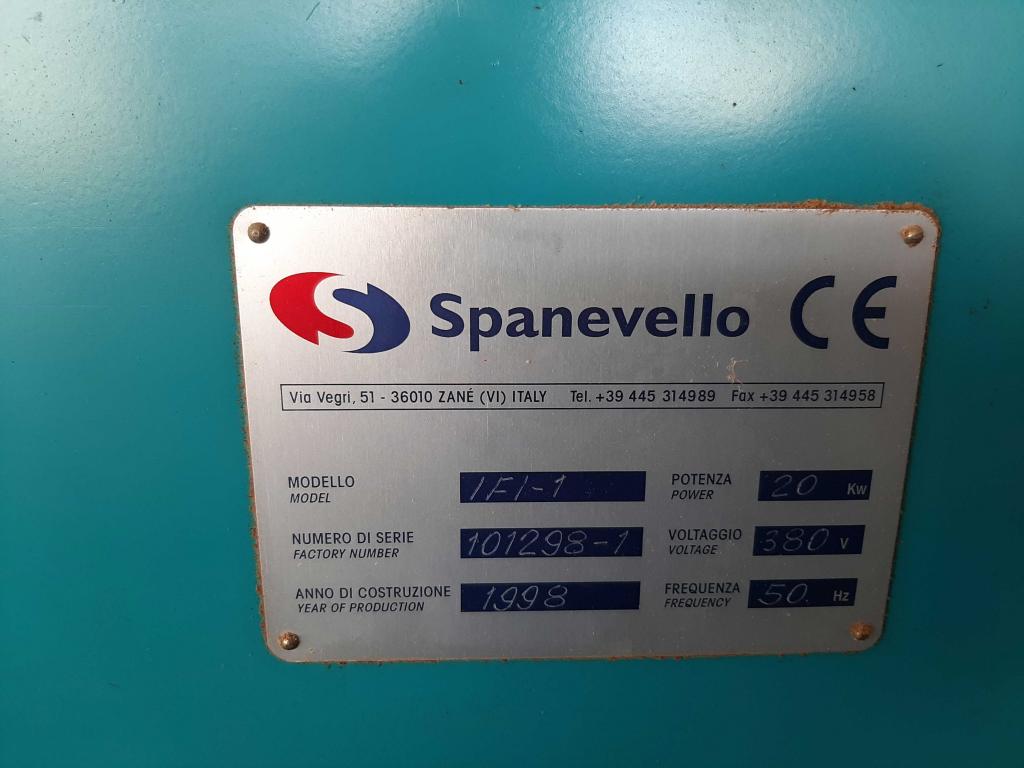 Spanevello CE
Via Vegri, 51 - 36010 ZANÉ (VI) ITALY Tel. +39 445 314989 Fax +39 445 314958
MODELLO
MODEL
IFI-1
POTENZA
POWER
20 Kw
NUMERO DI SERIE
FACTORY NUMBER
101298-1
VOLTAGGIO
VOLTAGE
380 V
ANNO DI COSTRUZIONE
YEAR OF PRODUCTION
1998
FREQUENZA
FREQUENCY
50. Hz